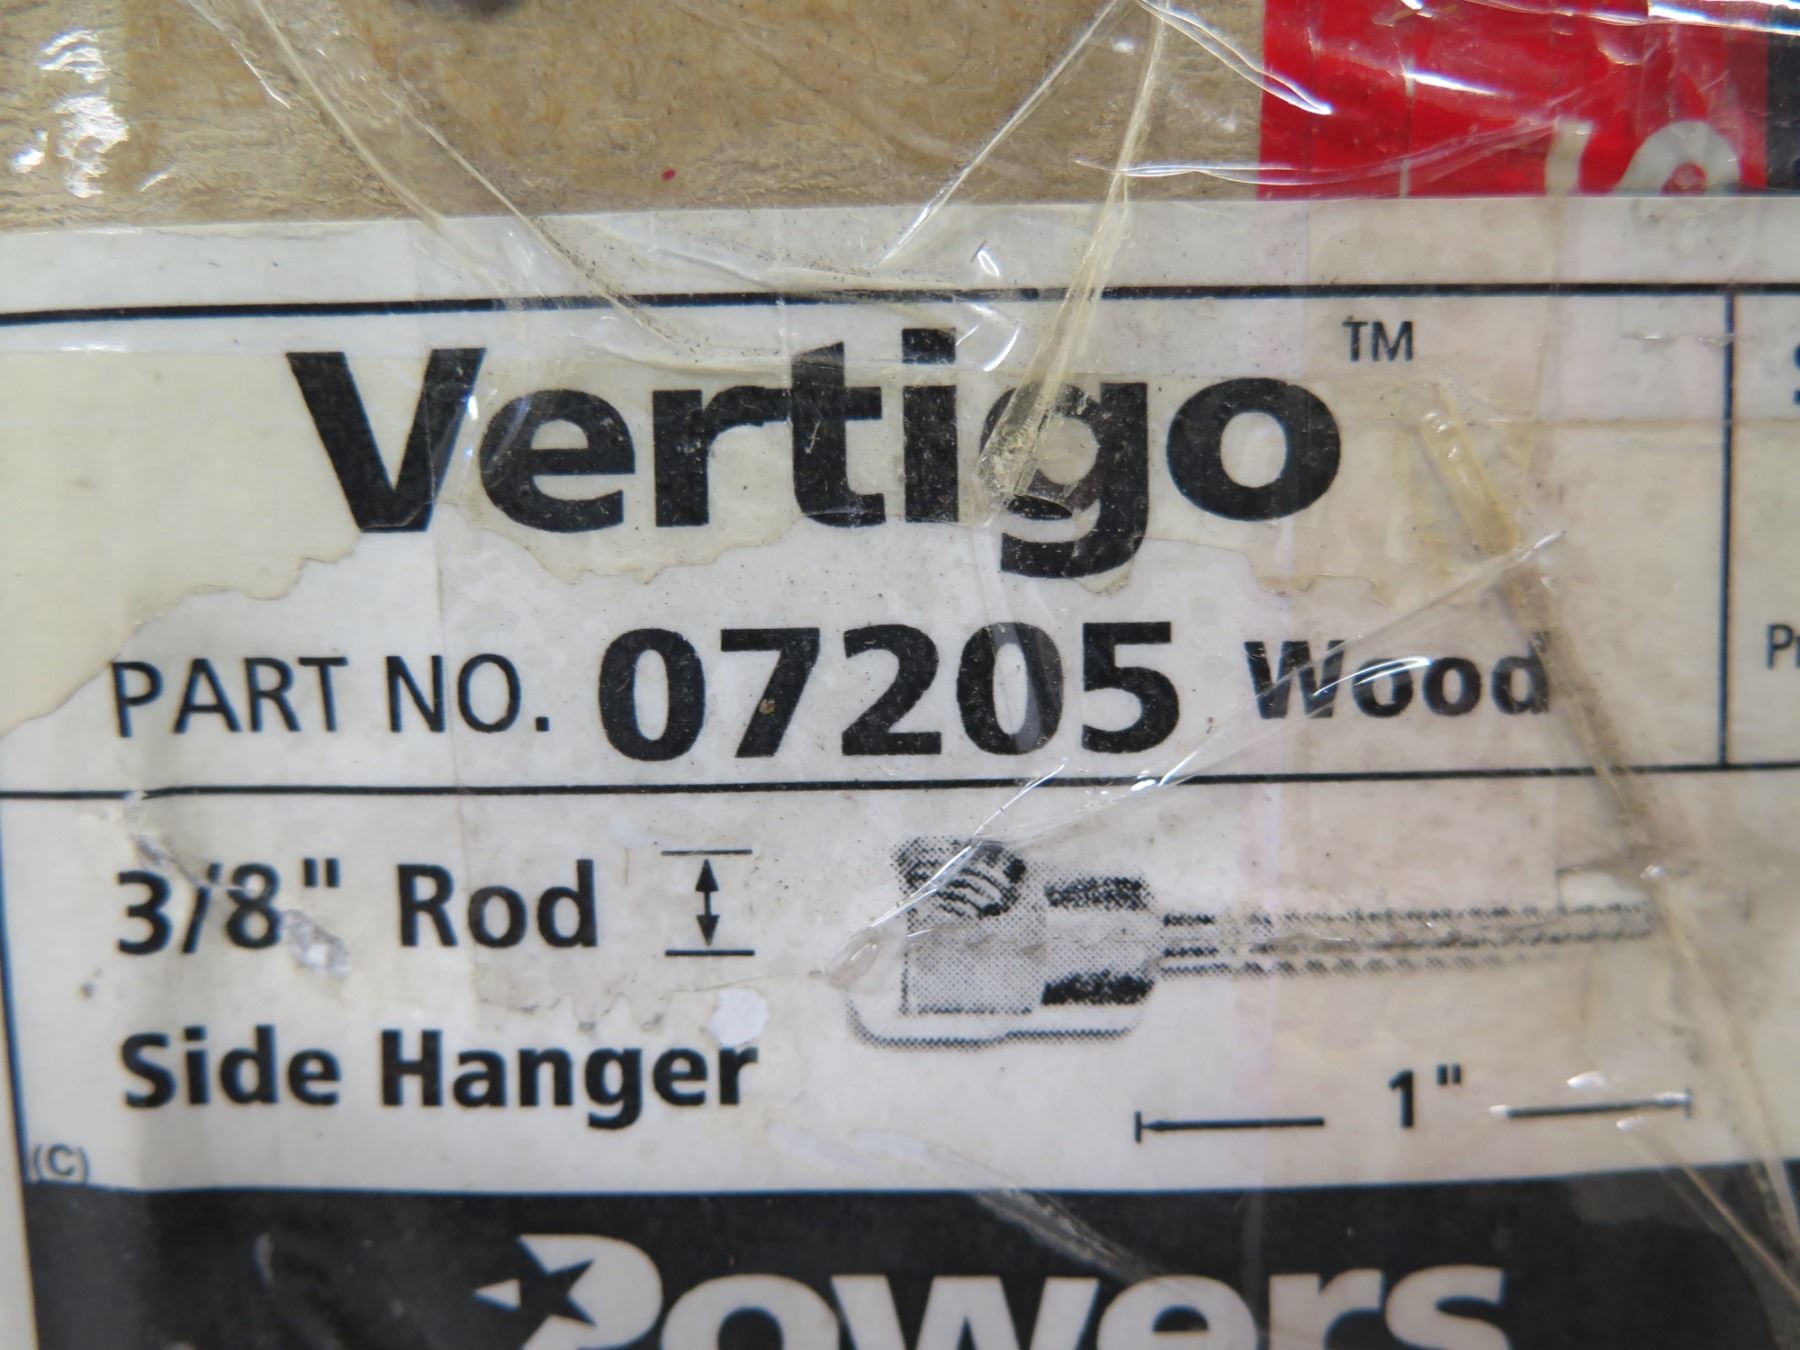 Vertigo™
PART NO. 07205 Wood
3/8" Rod
Side Hanger
1"
(C)
Powers